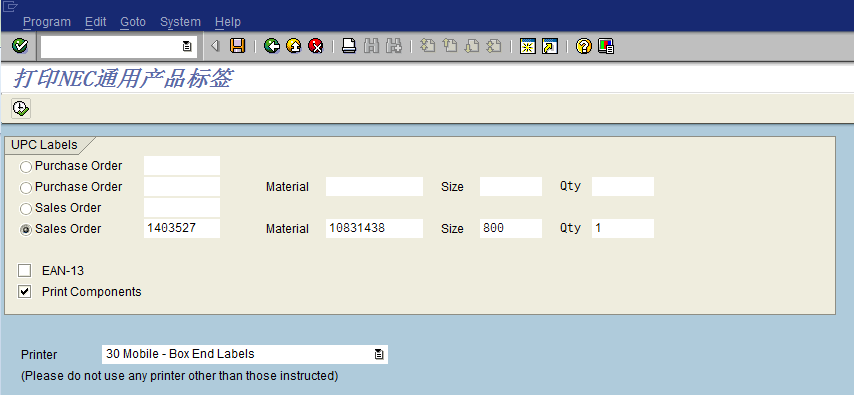 Program Edit Goto System Help
打印NEC通用产品标签
UPC Labels
Purchase Order
Purchase Order Material Size Qty
Sales Order
Sales Order 1403527 Material 10831438 Size 800 Qty 1
EAN-13
Print Components
Printer 30 Mobile - Box End Labels
(Please do not use any printer other than those instructed)